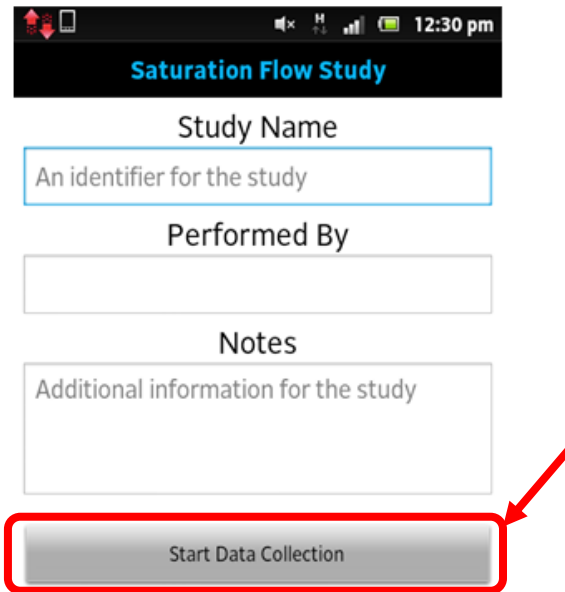 H 12:30 pm
Saturation Flow Study
Study Name
An identifier for the study
Performed By
Notes
Additional information for the study
Start Data Collection